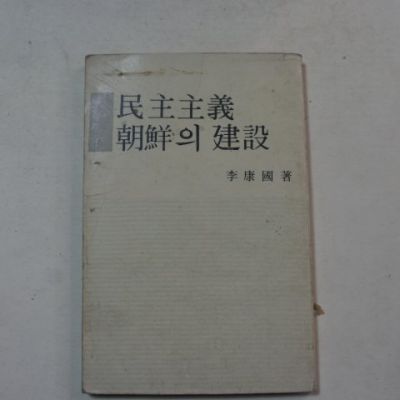 民主主義
朝鮮의 建設
李康國 著